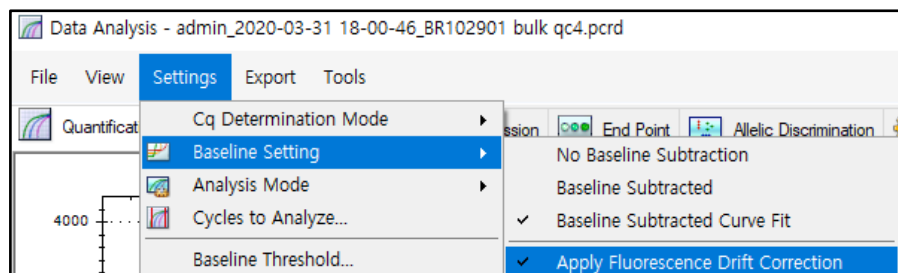 Data Analysis - admin_2020-03-31 18-00-46_BR102901 bulk qc4.pcrd
File View Settings Export Tools
Quantificat
ssion End Point Allelic Discrimination
Cq Determination Mode
Baseline Setting
No Baseline Subtraction
Analysis Mode
Baseline Subtracted
4000
Cycles to Analyze...
Baseline Subtracted Curve Fit
Baseline Threshold...
Apply Fluorescence Drift Correction